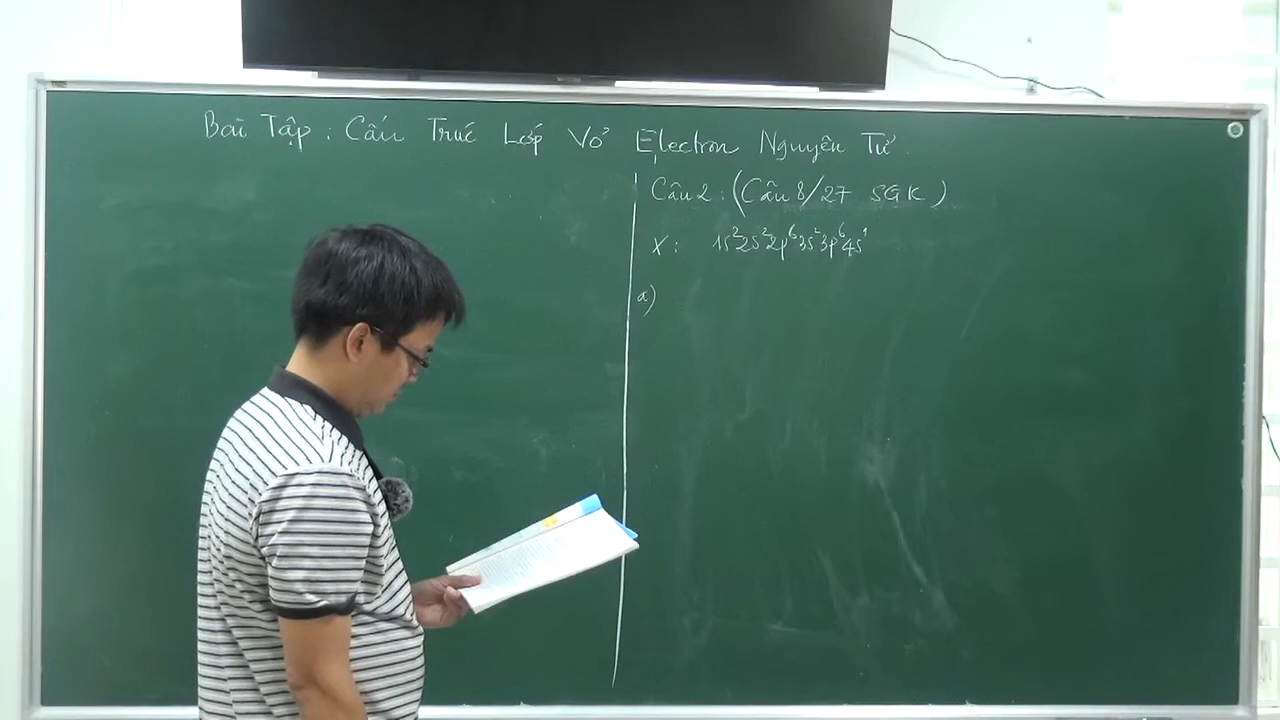 Bài Tập : Cấu Trúc Lớp Vỏ Electron Nguyên Tử.
Câu 2 : (Câu 8/27 SGK)
X : 1s²2s²2p⁶3s²3p⁶4s¹
a)